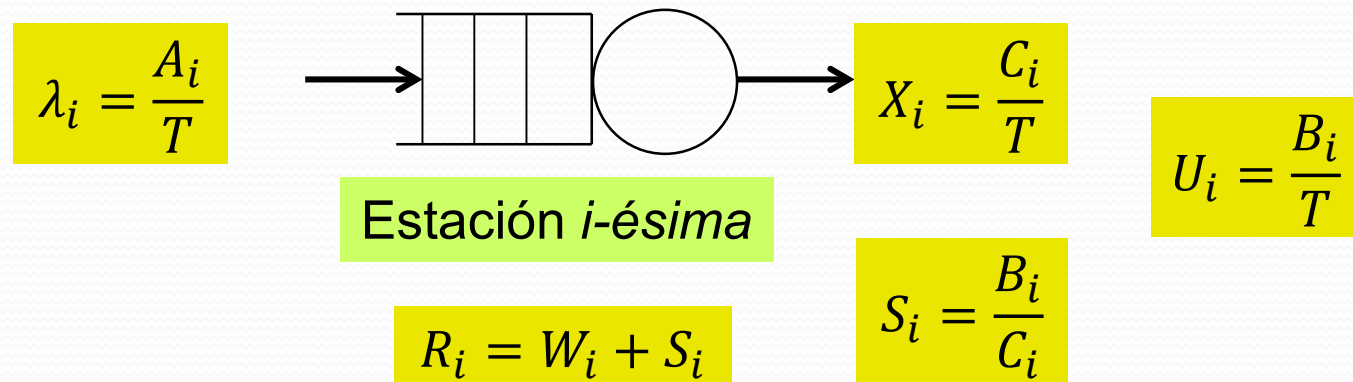 λ_i = A_i / T
X_i = C_i / T
U_i = B_i / T
Estación i-ésima
S_i = B_i / C_i
R_i = W_i + S_i